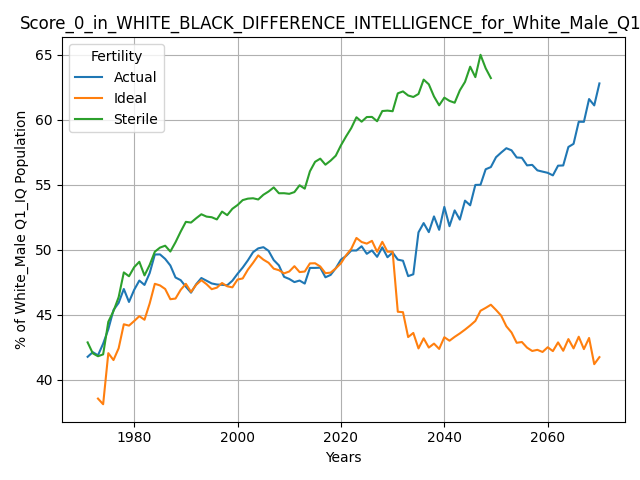 Score_0_in_WHITE_BLACK_DIFFERENCE_INTELLIGENCE_for_White_Male_Q1
Fertility
Actual
Ideal
Sterile
% of White_Male Q1_IQ Population
65
60
55
50
45
40
1980
2000
2020
2040
2060
Years